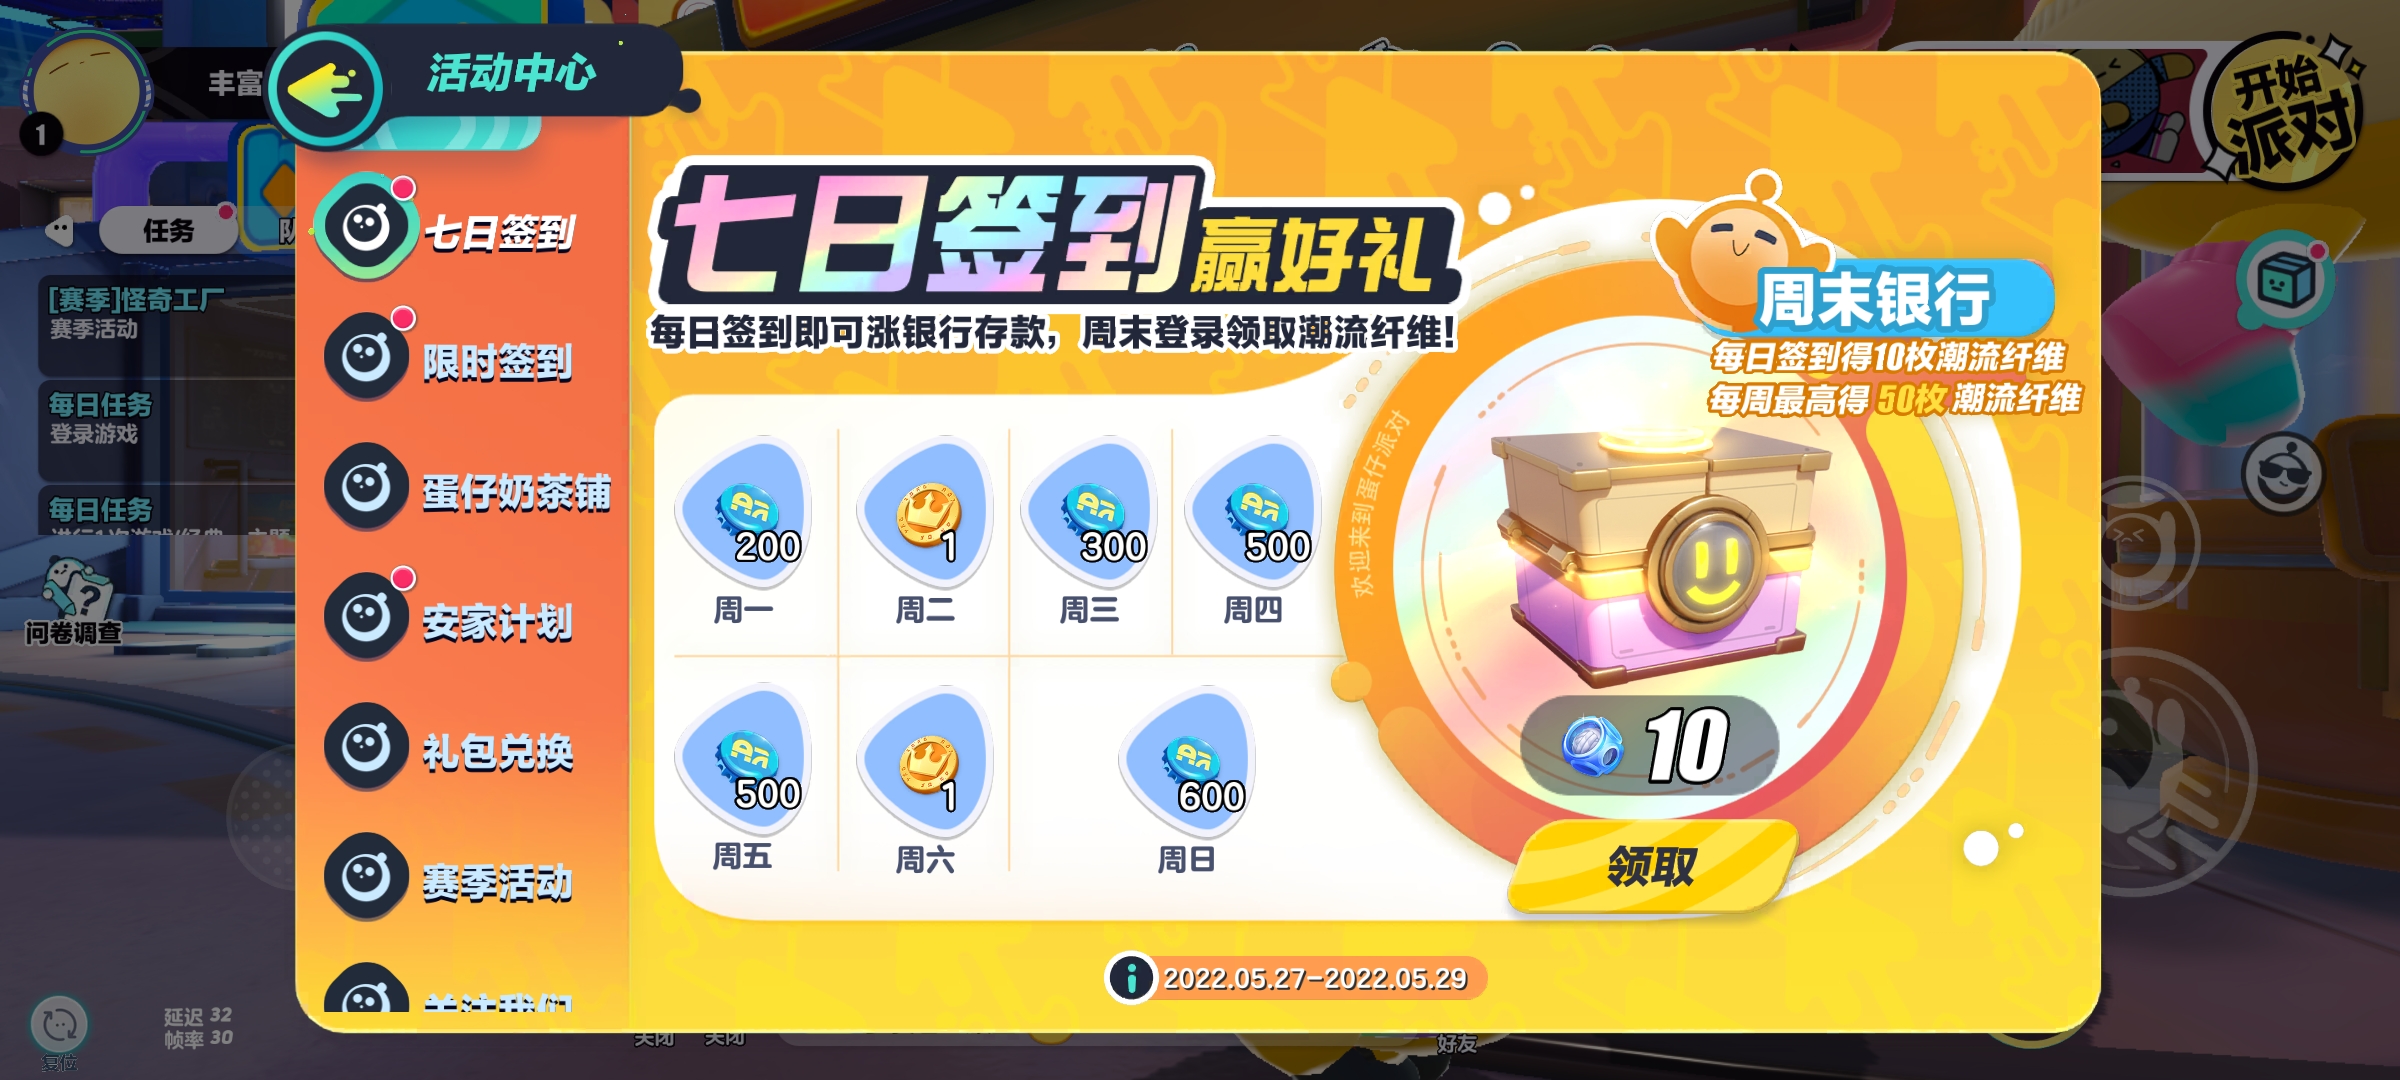 丰富
活动中心
1
任务
[赛季]怪奇工厂
赛季活动
每日任务
登录游戏
每日任务
问卷调查
延迟 32
帧率 30
复位
七日签到
限时签到
蛋仔奶茶铺
安家计划
礼包兑换
赛季活动
关注我们
七日签到赢好礼
每日签到即可涨银行存款，周末登录领取潮流纤维!
200
周一
1
周二
300
周三
500
周四
500
周五
1
周六
600
周日
欢迎来到蛋仔派对
周末银行
每日签到得10枚潮流纤维
每周最高得 50枚 潮流纤维
10
领取
2022.05.27-2022.05.29
关闭 关闭
好友
开始
派对